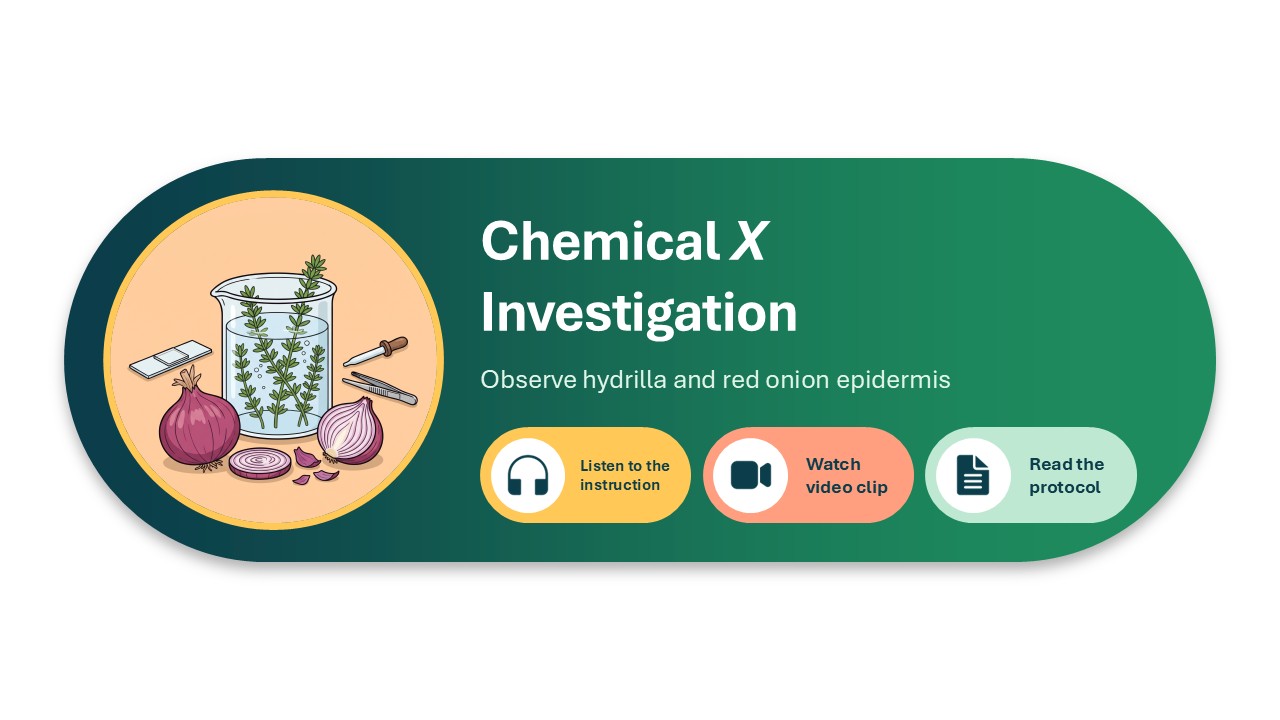 Chemical X
Investigation
Observe hydrilla and red onion epidermis
Listen to the
instruction
Watch
video clip
Read the
protocol